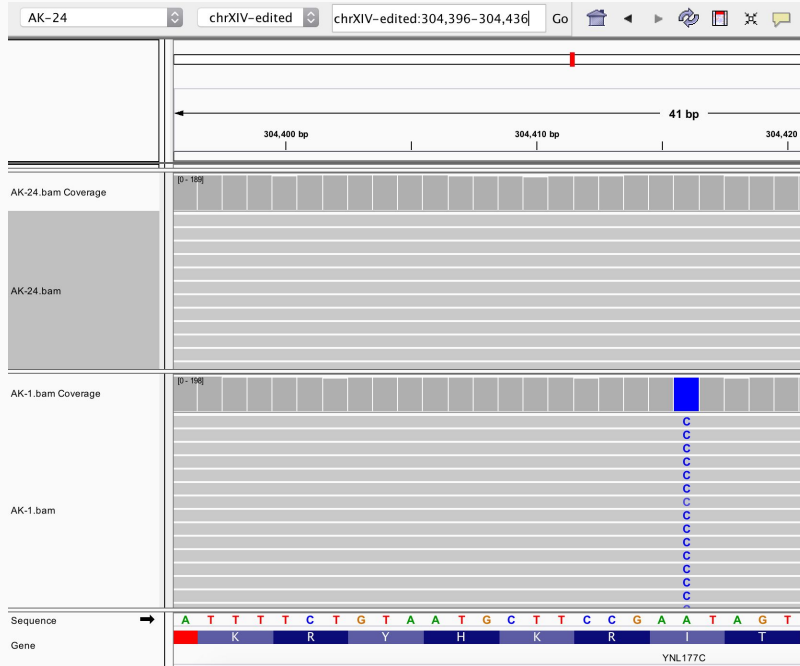 AK-24 chrXIV-edited chrXIV-edited:304,396-304,436 Go
41 bp
304,400 bp 304,410 bp 304,420
[0 - 189]
AK-24.bam Coverage
AK-24.bam
[0 - 198]
AK-1.bam Coverage
C
C
C
C
C
C
C
C
C
C
C
C
C
C
AK-1.bam
Sequence A T T T T C T G T A A T G C T T C C G A A T A G T
Gene K R Y H K R I T
YNL177C